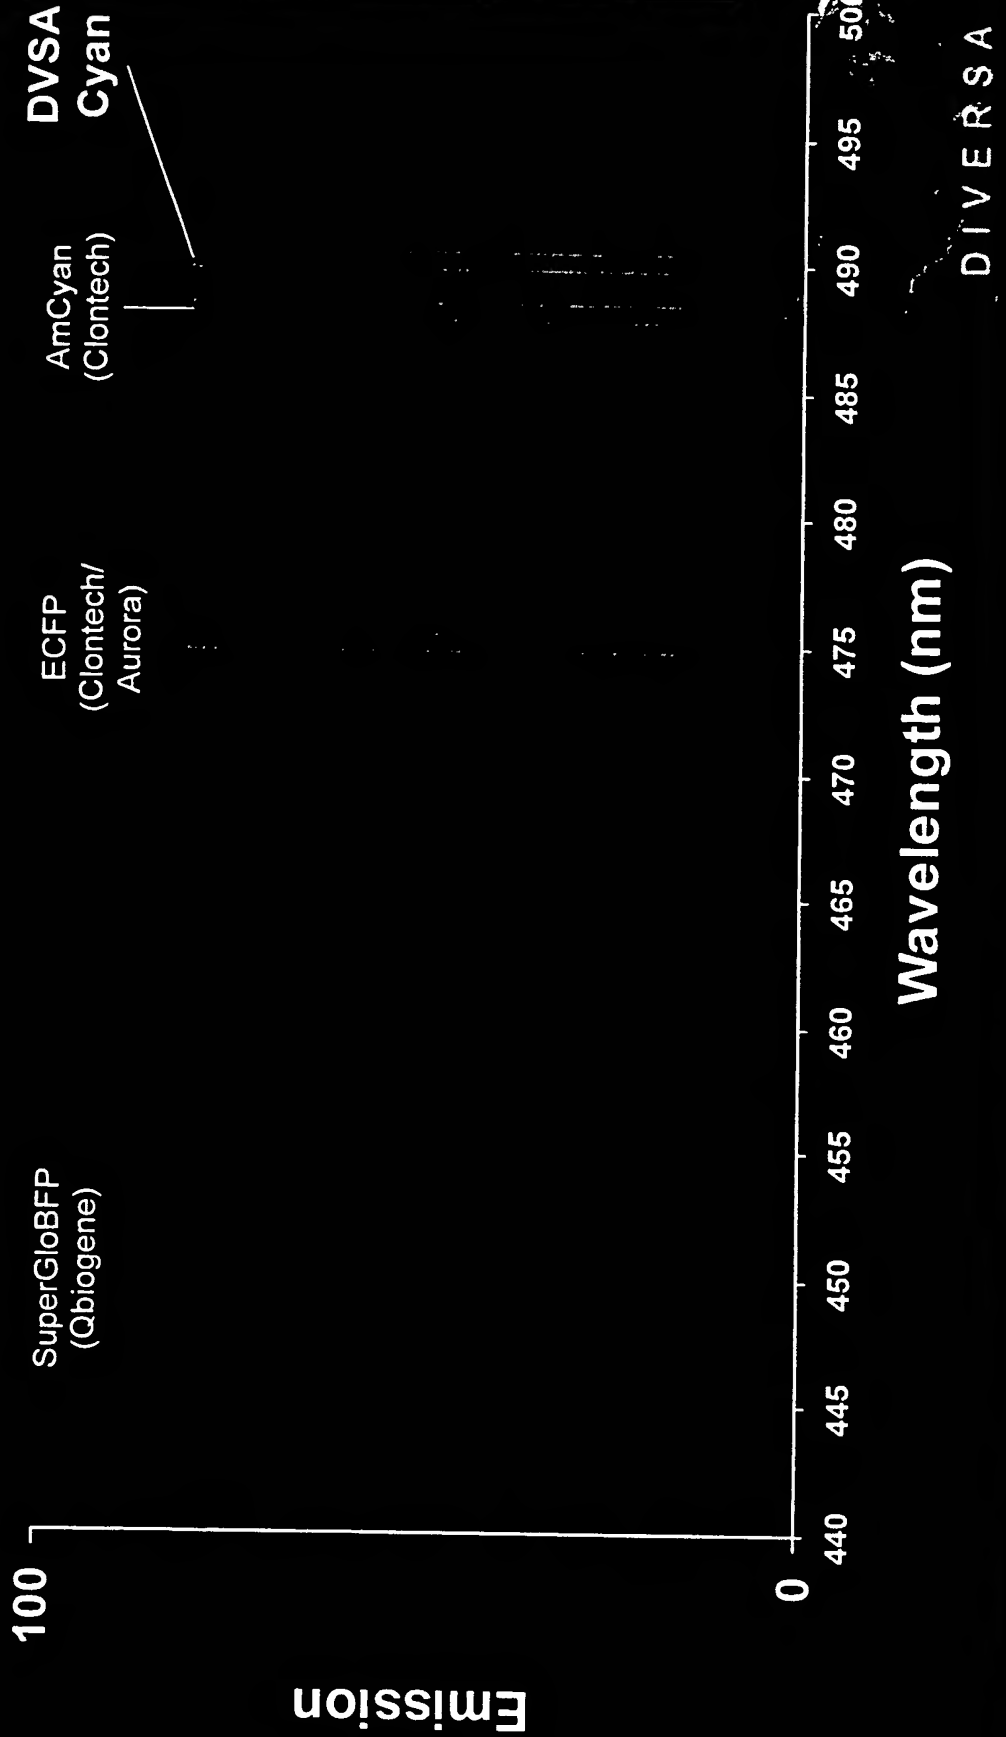 100
Emission
0
SuperGloBFP
(Qbiogene)
ECFP
(Clontech/
Aurora)
AmCyan
(Clontech)
DVSA
Cyan
440 445 450 455 460 465 470 475 480 485 490 495
Wavelength (nm)
DIVERSA